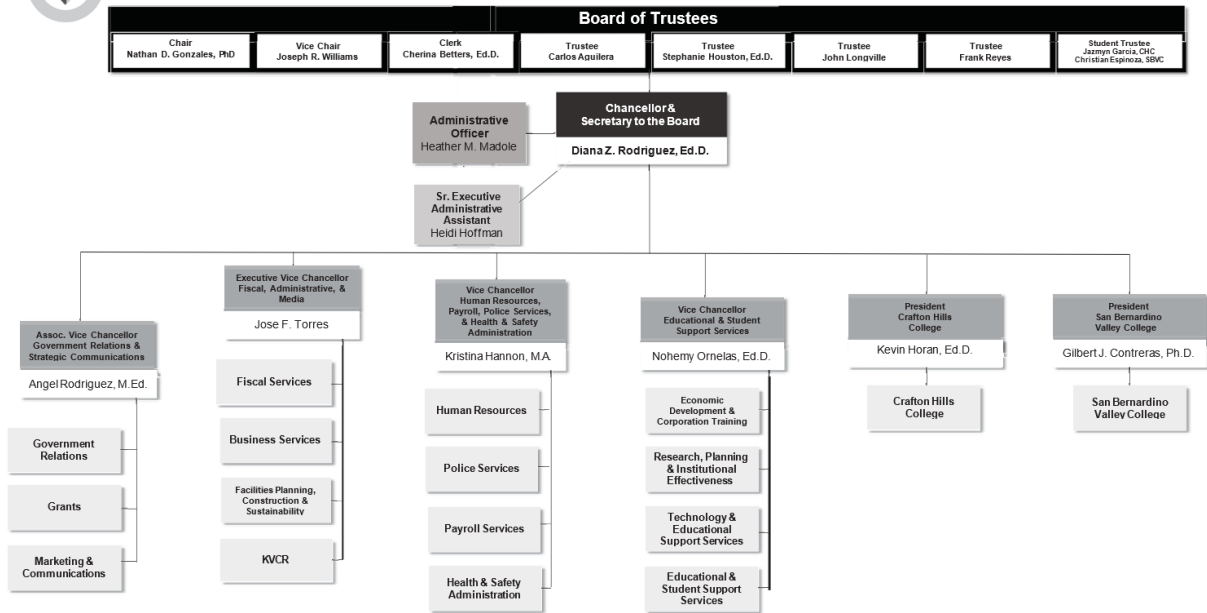 Board of Trustees
Chair
Nathan D. Gonzales, PhD
Vice Chair
Joseph R. Williams
Clerk
Cherina Betters, Ed.D.
Trustee
Carlos Aguilera
Trustee
Stephanie Houston, Ed.D.
Trustee
John Longville
Trustee
Frank Reyes
Student Trustee
Jazmyn Garcia, CHC
Christian Espinoza, SBVC
Administrative
Officer
Heather M. Madole
Chancellor &
Secretary to the Board
Diana Z. Rodriguez, Ed.D.
Sr. Executive
Administrative
Assistant
Heidi Hoffman
Assoc. Vice Chancellor
Government Relations &
Strategic Communications
Angel Rodriguez, M.Ed.
Government
Relations
Grants
Marketing &
Communications
Executive Vice Chancellor
Fiscal, Administrative, &
Media
Jose F. Torres
Fiscal Services
Business Services
Facilities Planning,
Construction &
Sustainability
KVCR
Vice Chancellor
Human Resources,
Payroll, Police Services,
& Health & Safety
Administration
Kristina Hannon, M.A.
Human Resources
Police Services
Payroll Services
Health & Safety
Administration
Vice Chancellor
Educational & Student
Support Services
Nohemy Ornelas, Ed.D.
Economic
Development &
Corporation Training
Research, Planning
& Institutional
Effectiveness
Technology &
Educational
Support Services
Educational &
Student Support
Services
President
Crafton Hills
College
Kevin Horan, Ed.D.
Crafton Hills
College
President
San Bernardino
Valley College
Gilbert J. Contreras, Ph.D.
San Bernardino
Valley College